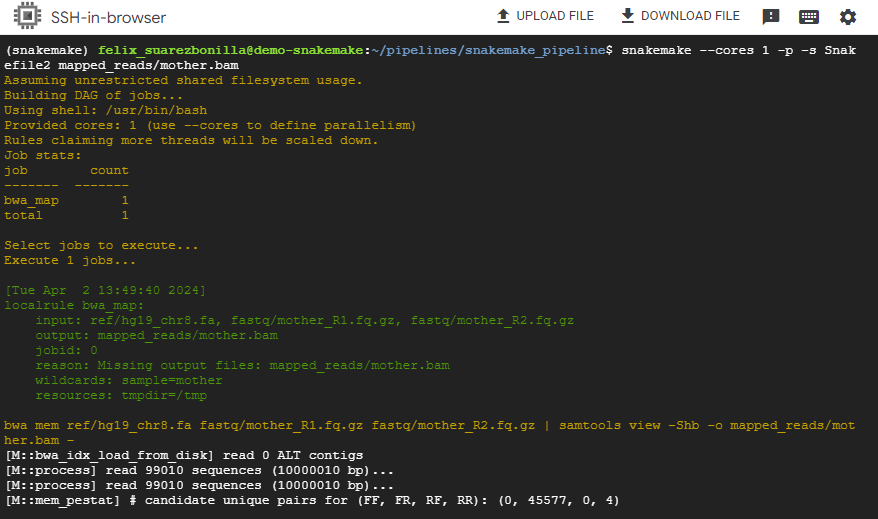 SSH-in-browser
UPLOAD FILE
DOWNLOAD FILE
(snakemake) felix_suarezbonilla@demo-snakemake:~/pipelines/snakemake_pipeline$ snakemake --cores 1 -p -s Snak
efile2 mapped_reads/mother.bam
Assuming unrestricted shared filesystem usage.
Building DAG of jobs...
Using shell: /usr/bin/bash
Provided cores: 1 (use --cores to define parallelism)
Rules claiming more threads will be scaled down.
Job stats:
job        count
-------  -------
bwa_map        1
total          1
Select jobs to execute...
Execute 1 jobs...
[Tue Apr  2 13:49:40 2024]
localrule bwa_map:
    input: ref/hg19_chr8.fa, fastq/mother_R1.fq.gz, fastq/mother_R2.fq.gz
    output: mapped_reads/mother.bam
    jobid: 0
    reason: Missing output files: mapped_reads/mother.bam
    wildcards: sample=mother
    resources: tmpdir=/tmp
bwa mem ref/hg19_chr8.fa fastq/mother_R1.fq.gz fastq/mother_R2.fq.gz | samtools view -Shb -o mapped_reads/mot
her.bam -
[M::bwa_idx_load_from_disk] read 0 ALT contigs
[M::process] read 99010 sequences (10000010 bp)...
[M::process] read 99010 sequences (10000010 bp)...
[M::mem_pestat] # candidate unique pairs for (FF, FR, RF, RR): (0, 45577, 0, 4)